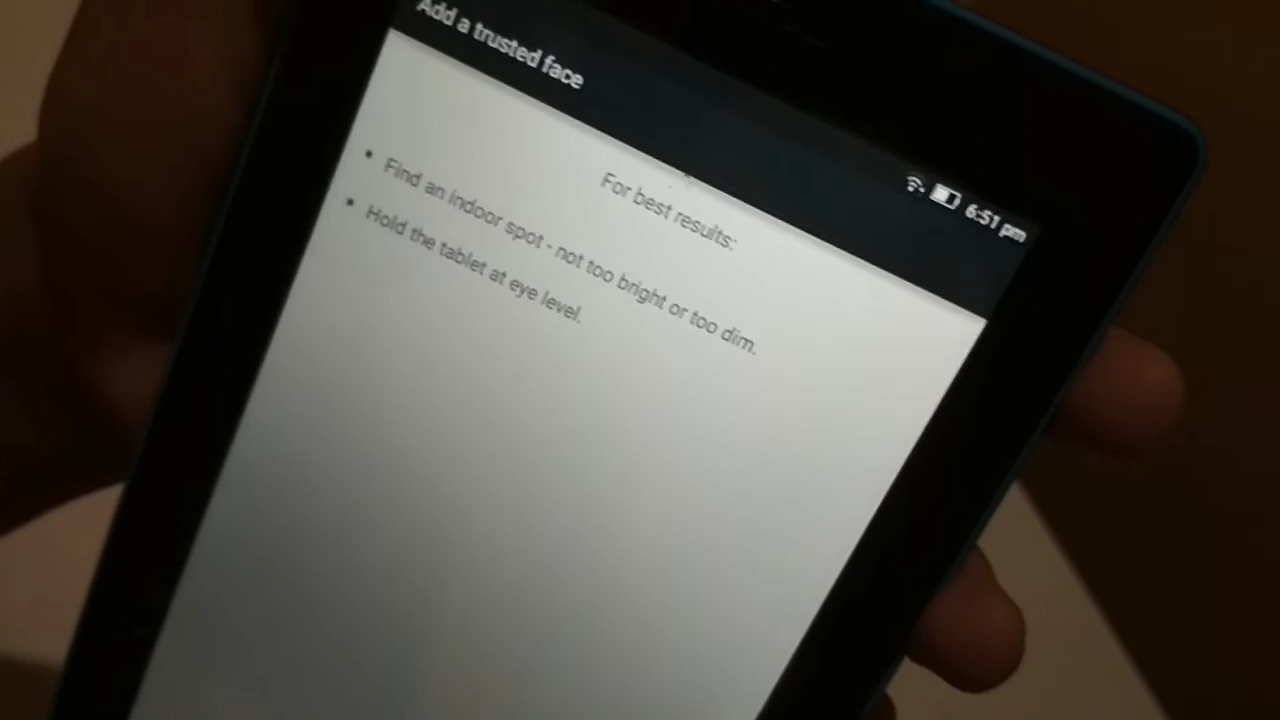 6:51 pm
Add a trusted face
For best results:
• Find an indoor spot - not too bright or too dim.
• Hold the tablet at eye level.